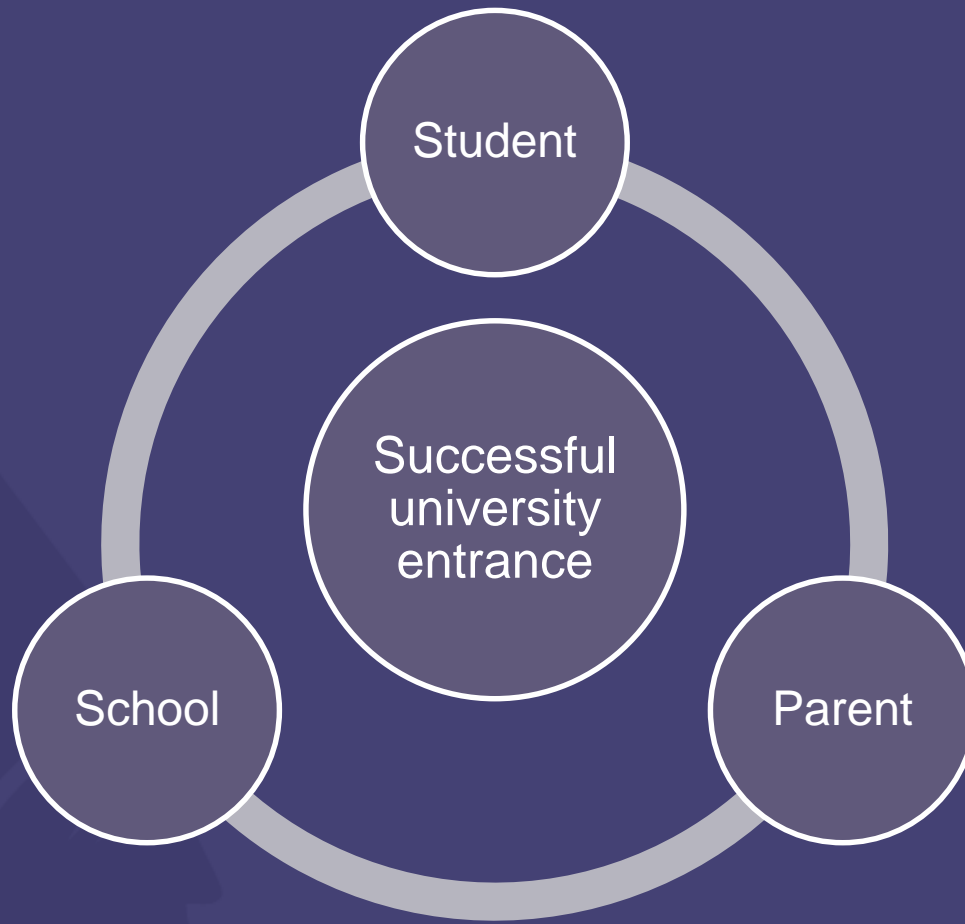 Student
Successful
university
entrance
School
Parent